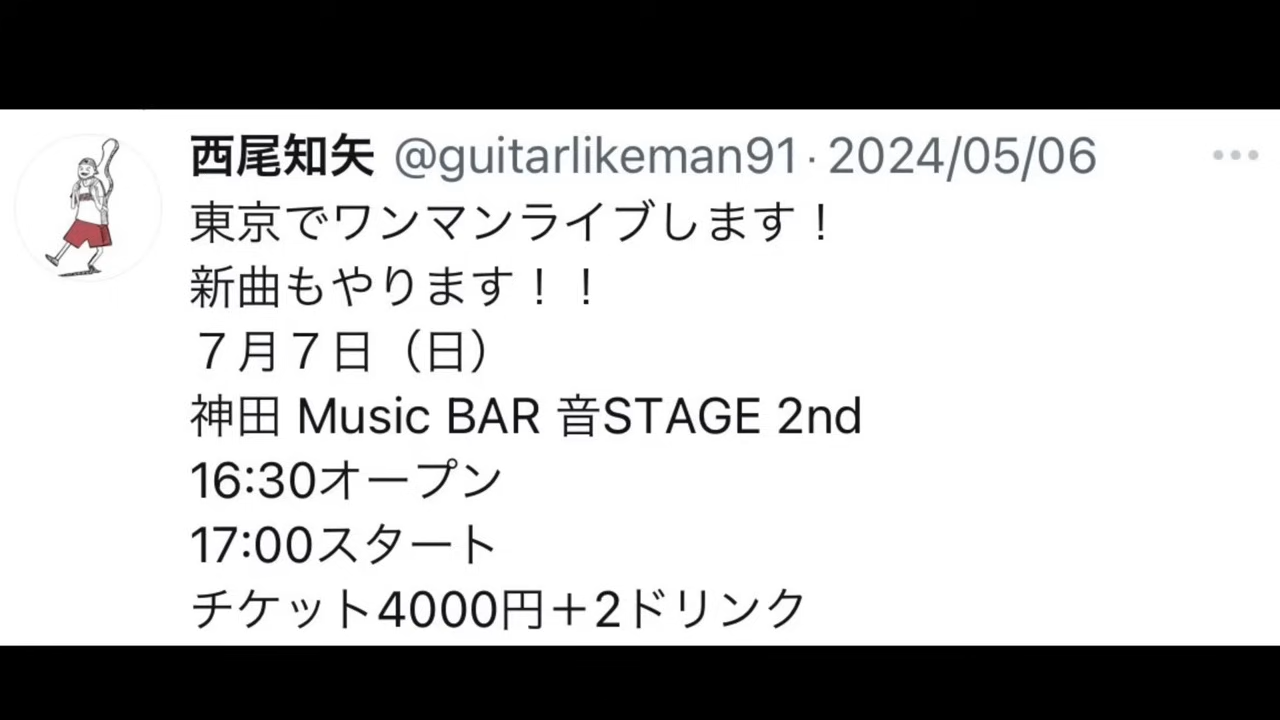 西尾知矢 @guitarlikeman91 · 2024/05/06
東京でワンマンライブします！
新曲もやります！！
７月７日（日）
神田 Music BAR 音STAGE 2nd
16:30オープン
17:00スタート
チケット4000円＋2ドリンク